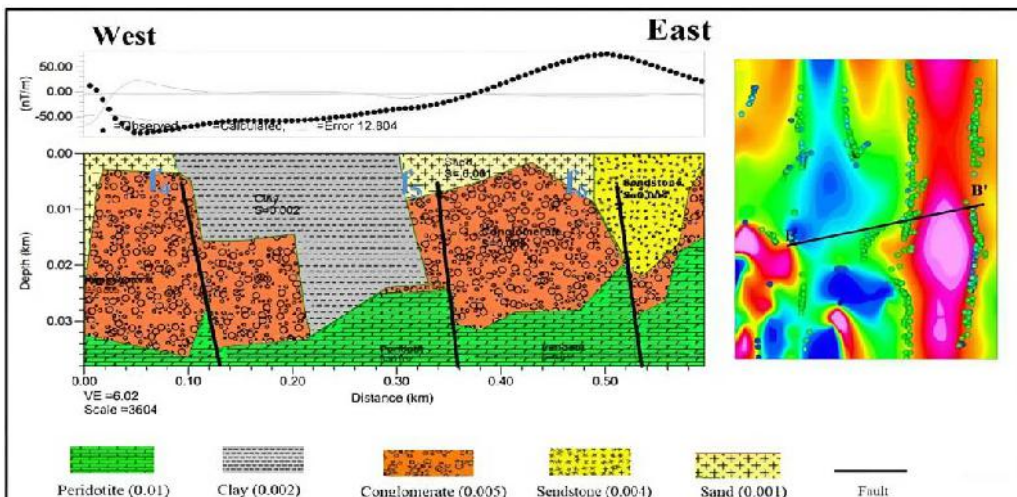 West
East
50.00
0.00
-50.00
(nT/m)
=Observed, =Calculated, =Error 12.804
0.00
0.01
0.02
0.03
Depth (km)
Sand
S=0.001
Clay
S=0.002
Sandstone
Conglomerate
0.00 0.10 0.20 0.30 0.40 0.50
Distance (km)
VE =6.02
Scale =3604
B'
Peridotite (0.01)
Clay (0.002)
Conglomerate (0.005)
Sendstone (0.004)
Sand (0.001)
Fault